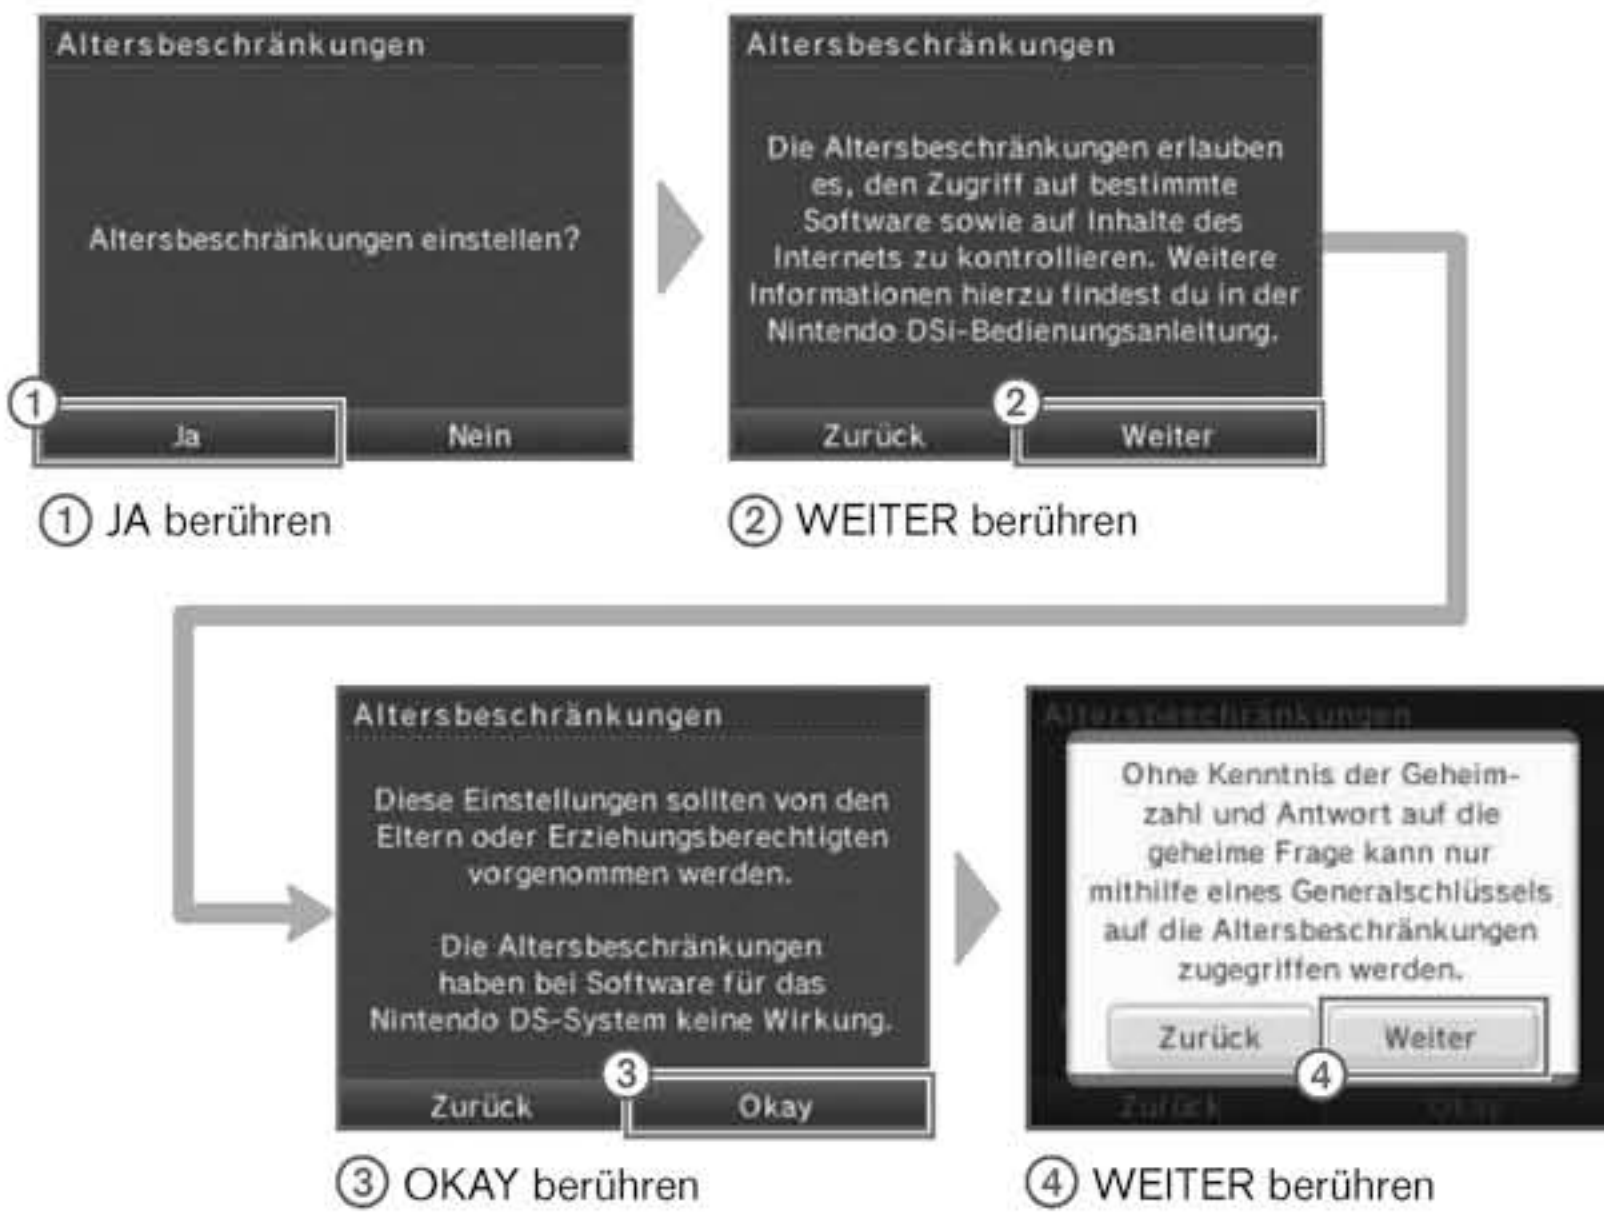 Altersbeschränkungen
Altersbeschränkungen einstellen?
1
Ja
Nein
① JA berühren
Altersbeschränkungen
Die Altersbeschränkungen erlauben
es, den Zugriff auf bestimmte
Software sowie auf Inhalte des
Internets zu kontrollieren. Weitere
Informationen hierzu findest du in der
Nintendo DSi-Bedienungsanleitung.
2
Zurück
Weiter
② WEITER berühren
Altersbeschränkungen
Diese Einstellungen sollten von den
Eltern oder Erziehungsberechtigten
vorgenommen werden.
Die Altersbeschränkungen
haben bei Software für das
Nintendo DS-System keine Wirkung.
3
Zurück
Okay
③ OKAY berühren
Altersbeschränkungen
Ohne Kenntnis der Geheim-
zahl und Antwort auf die
geheime Frage kann nur
mithilfe eines Generalschlüssels
auf die Altersbeschränkungen
zugegriffen werden.
Zurück
Weiter
4
Zurück
Okay
④ WEITER berühren